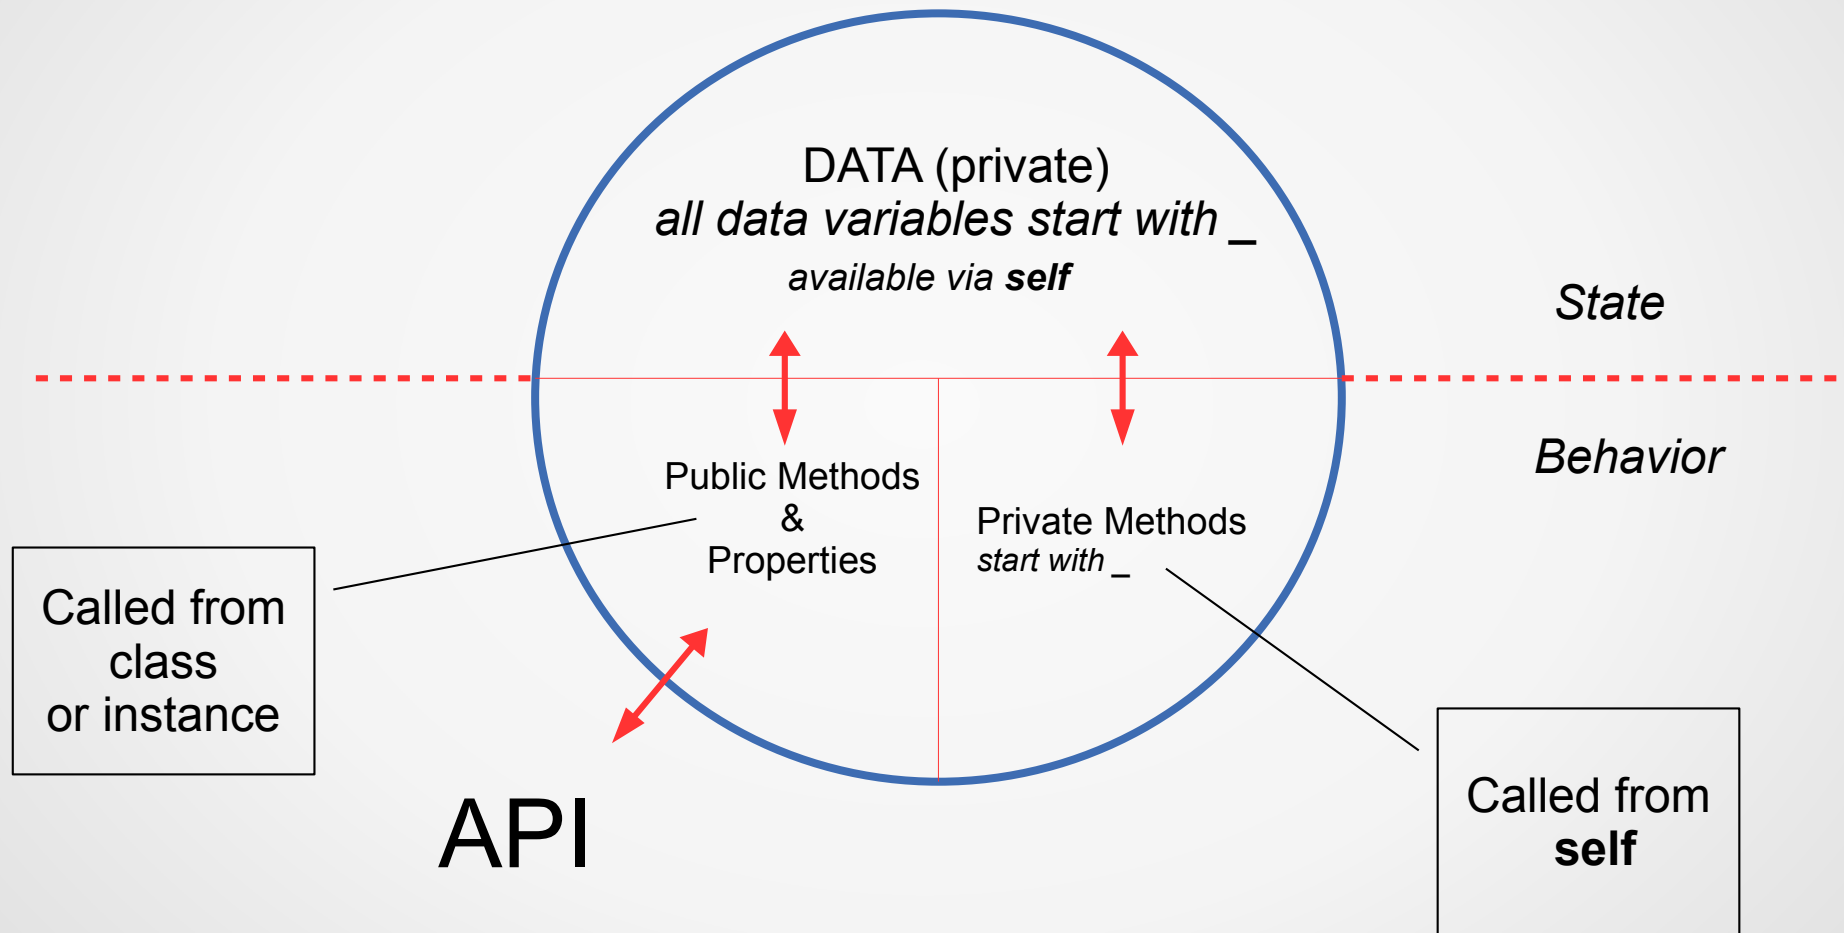 DATA (private)
all data variables start with _
available via self
State
Behavior
Public Methods
&
Properties
Private Methods
start with _
Called from
class
or instance
API
Called from
self